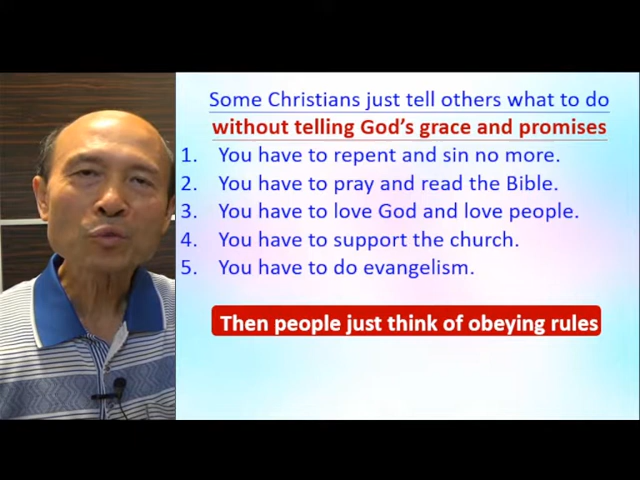 Some Christians just tell others what to do
without telling God's grace and promises
1. You have to repent and sin no more.
2. You have to pray and read the Bible.
3. You have to love God and love people.
4. You have to support the church.
5. You have to do evangelism.
Then people just think of obeying rules